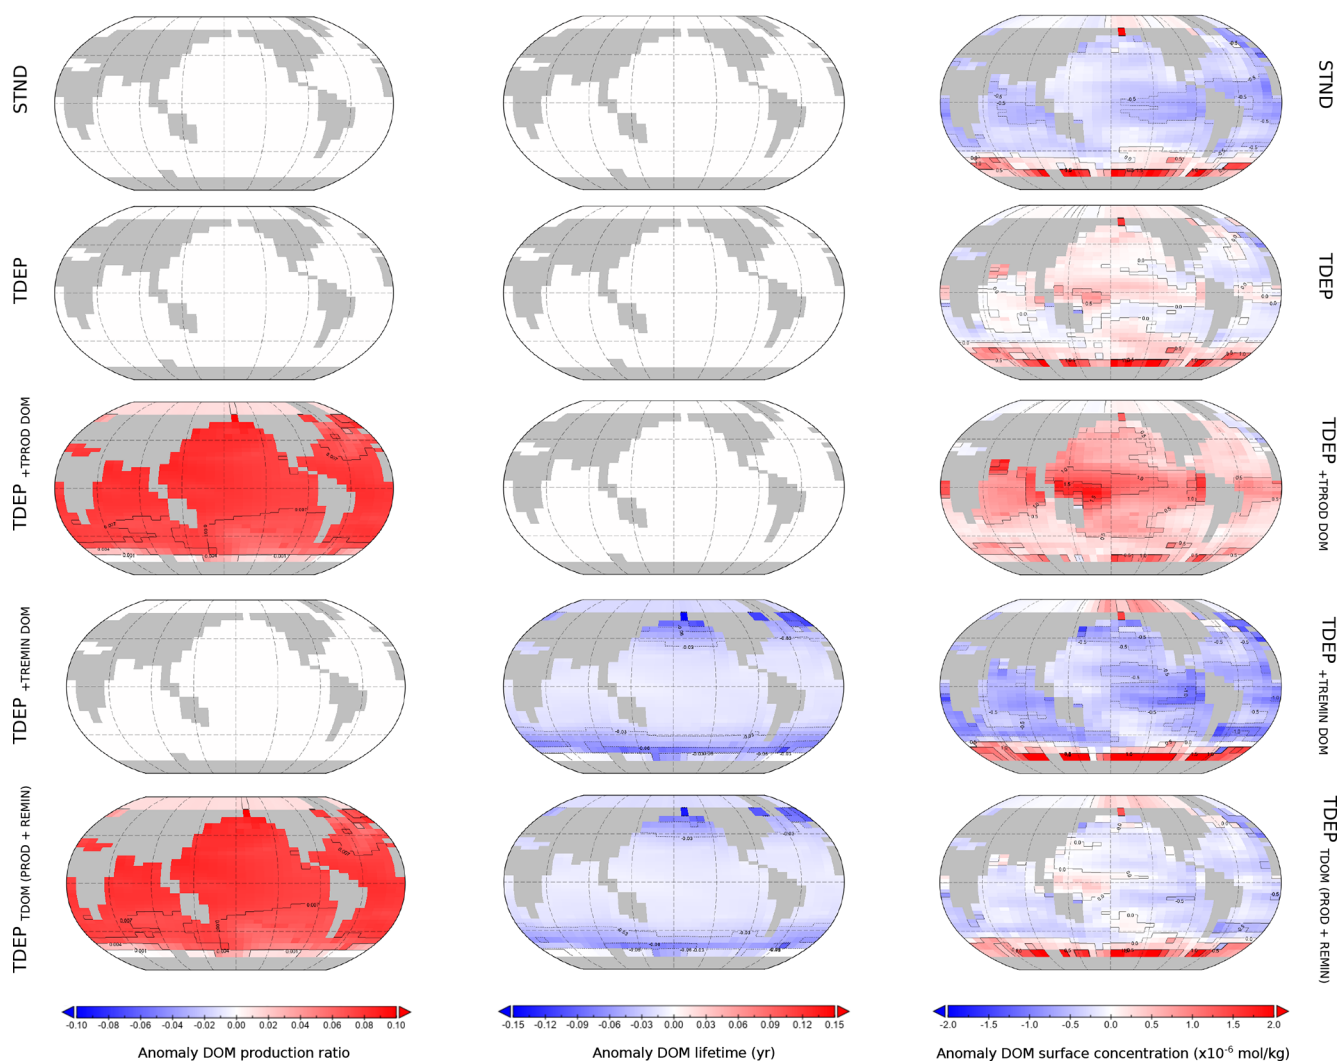 STND
STND
TDEP
TDEP
TDEP +TPROD DOM
TDEP +TPROD DOM
TDEP +TREMIN DOM
TDEP +TREMIN DOM
TDEP TDOM (PROD + REMIN)
TDEP TDOM (PROD + REMIN)
-0.10 -0.08 -0.06 -0.04 -0.02 0.00 0.02 0.04 0.06 0.08 0.10
Anomaly DOM production ratio
-0.15 -0.12 -0.09 -0.06 -0.03 0.00 0.03 0.06 0.09 0.12 0.15
Anomaly DOM lifetime (yr)
-2.0 -1.5 -1.0 -0.5 0.0 0.5 1.0 1.5 2.0
Anomaly DOM surface concentration (x10⁻⁶ mol/kg)